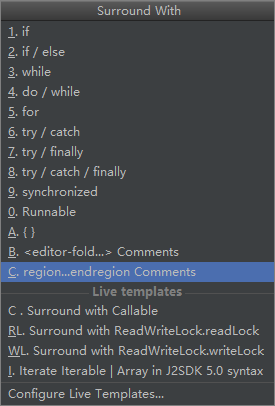 Surround With
1. if
2. if / else
3. while
4. do / while
5. for
6. try / catch
7. try / finally
8. try / catch / finally
9. synchronized
0. Runnable
A. { }
B. <editor-fold...> Comments
C. region...endregion Comments
Live templates
C . Surround with Callable
RL. Surround with ReadWriteLock.readLock
WL. Surround with ReadWriteLock.writeLock
I. Iterate Iterable | Array in J2SDK 5.0 syntax
Configure Live Templates...